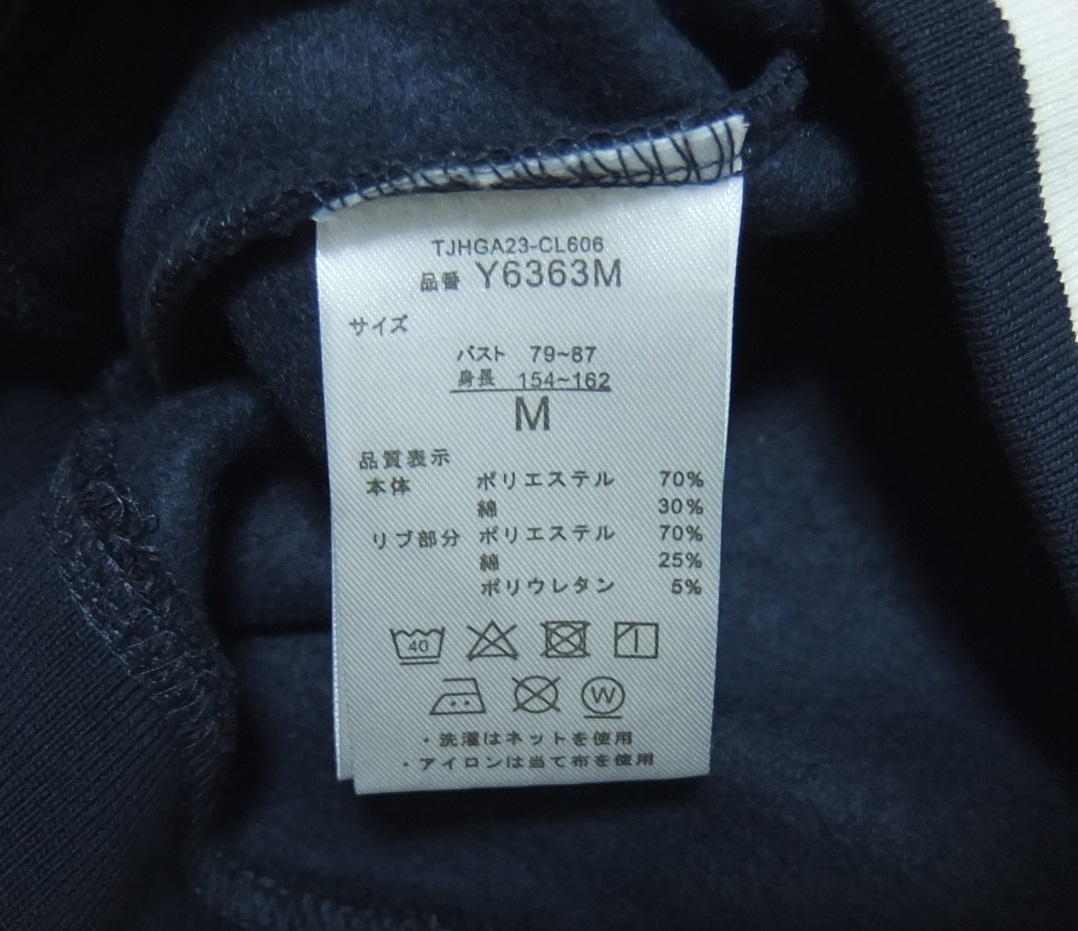 TJHGA23-CL606
品番 Y6363M
サイズ
バスト 79~87
身長 154~162
M
品質表示
本体 ポリエステル 70%
綿 30%
リブ部分 ポリエステル 70%
綿 25%
ポリウレタン 5%
40
W
・洗濯はネットを使用
・アイロンは当て布を使用